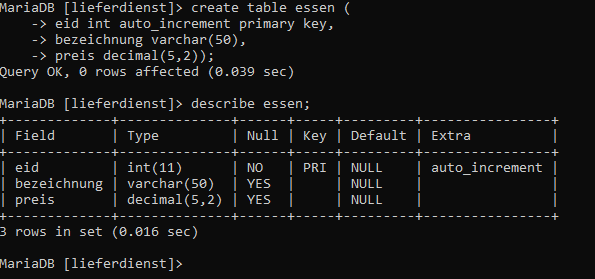 MariaDB [lieferdienst]> create table essen (
    -> eid int auto_increment primary key,
    -> bezeichnung varchar(50),
    -> preis decimal(5,2));
Query OK, 0 rows affected (0.039 sec)

MariaDB [lieferdienst]> describe essen;
+-------------+--------------+------+-----+---------+----------------+
| Field       | Type         | Null | Key | Default | Extra          |
+-------------+--------------+------+-----+---------+----------------+
| eid         | int(11)      | NO   | PRI | NULL    | auto_increment |
| bezeichnung | varchar(50)  | YES  |     | NULL    |                |
| preis       | decimal(5,2) | YES  |     | NULL    |                |
+-------------+--------------+------+-----+---------+----------------+
3 rows in set (0.016 sec)

MariaDB [lieferdienst]>